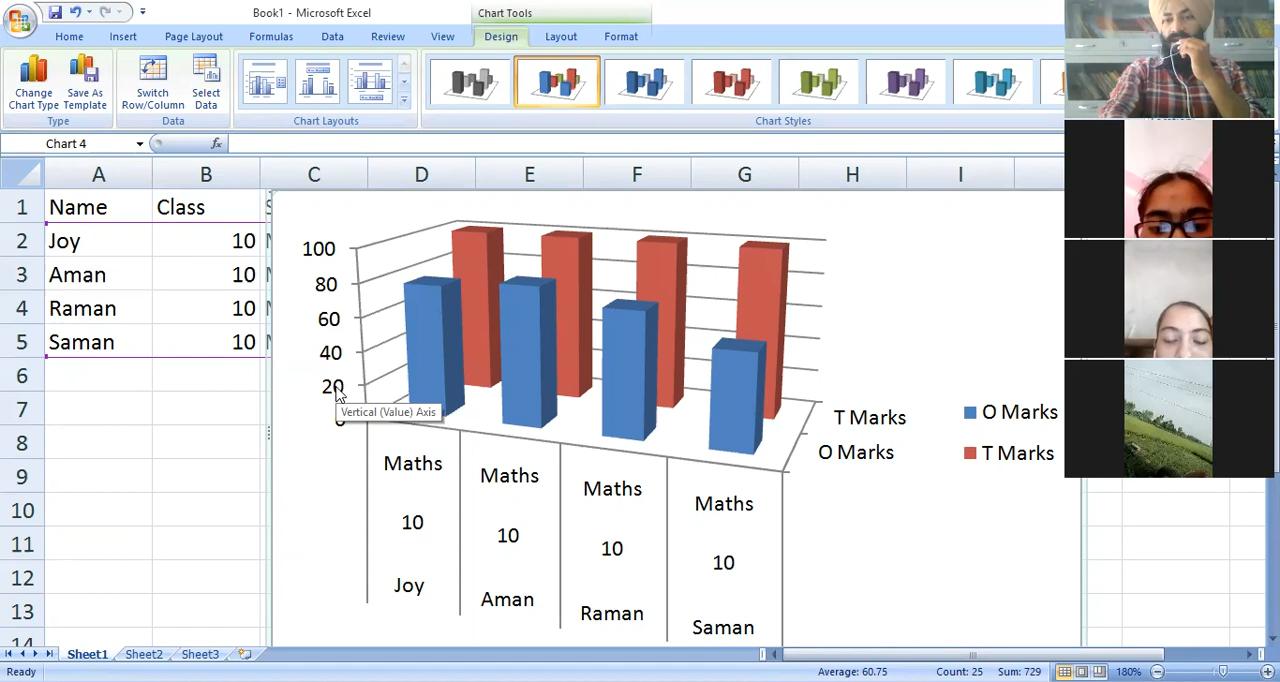 Book1 - Microsoft Excel
Chart Tools
Home Insert Page Layout Formulas Data Review View Design Layout Format
Change Chart Type
Save As Template
Switch Row/Column
Select Data
Type
Data
Chart Layouts
Chart Styles
Chart 4
fx
A B C D E F G H I
1 Name Class
2 Joy 10
3 Aman 10
4 Raman 10
5 Saman 10
6
7
8
9
10
11
12
13
14
100
80
60
40
20
0
Vertical (Value) Axis
T Marks
O Marks
O Marks
T Marks
Maths Maths Maths Maths
10 10 10 10
Joy Aman Raman Saman
Sheet1 Sheet2 Sheet3
Ready Average: 60.75 Count: 25 Sum: 729 180%